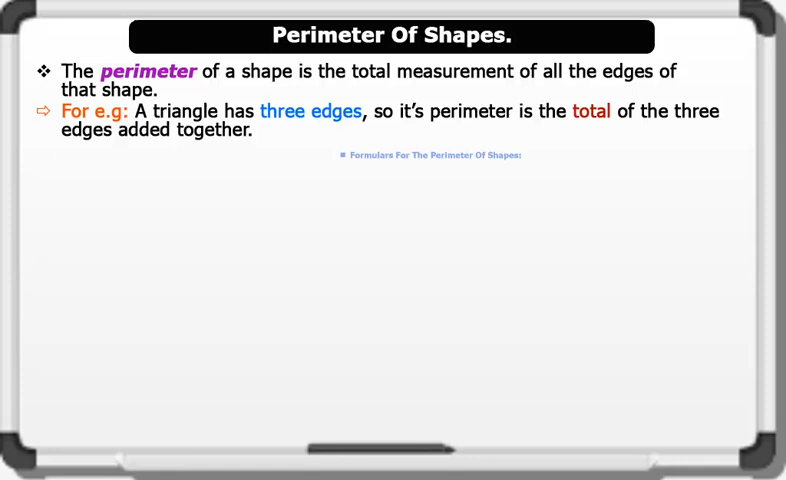 Perimeter Of Shapes.
❖ The perimeter of a shape is the total measurement of all the edges of
that shape.
⇨ For e.g: A triangle has three edges, so it’s perimeter is the total of the three
edges added together.
▪ Formulars For The Perimeter Of Shapes: